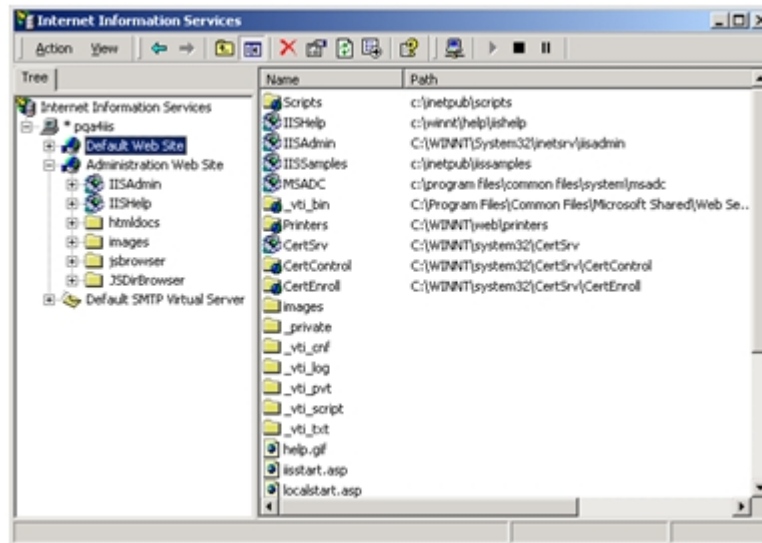 Internet Information Services
Action View
Tree
Internet Information Services
* pqa4iis
Default Web Site
Administration Web Site
IISAdmin
IISHelp
htmldocs
images
jsbrowser
JSDirBrowser
Default SMTP Virtual Server
Name Path
Scripts c:\inetpub\scripts
IISHelp c:\winnt\help\iishelp
IISAdmin C:\WINNT\System32\inetsrv\iisadmin
IISSamples c:\inetpub\iissamples
MSADC c:\program files\common files\system\msadc
_vti_bin C:\Program Files\Common Files\Microsoft Shared\Web Se...
Printers C:\WINNT\web\printers
CertSrv C:\WINNT\system32\CertSrv
CertControl C:\WINNT\system32\CertSrv\CertControl
CertEnroll C:\WINNT\system32\CertSrv\CertEnroll
images
_private
_vti_cnf
_vti_log
_vti_pvt
_vti_script
_vti_txt
help.gif
iisstart.asp
localstart.asp